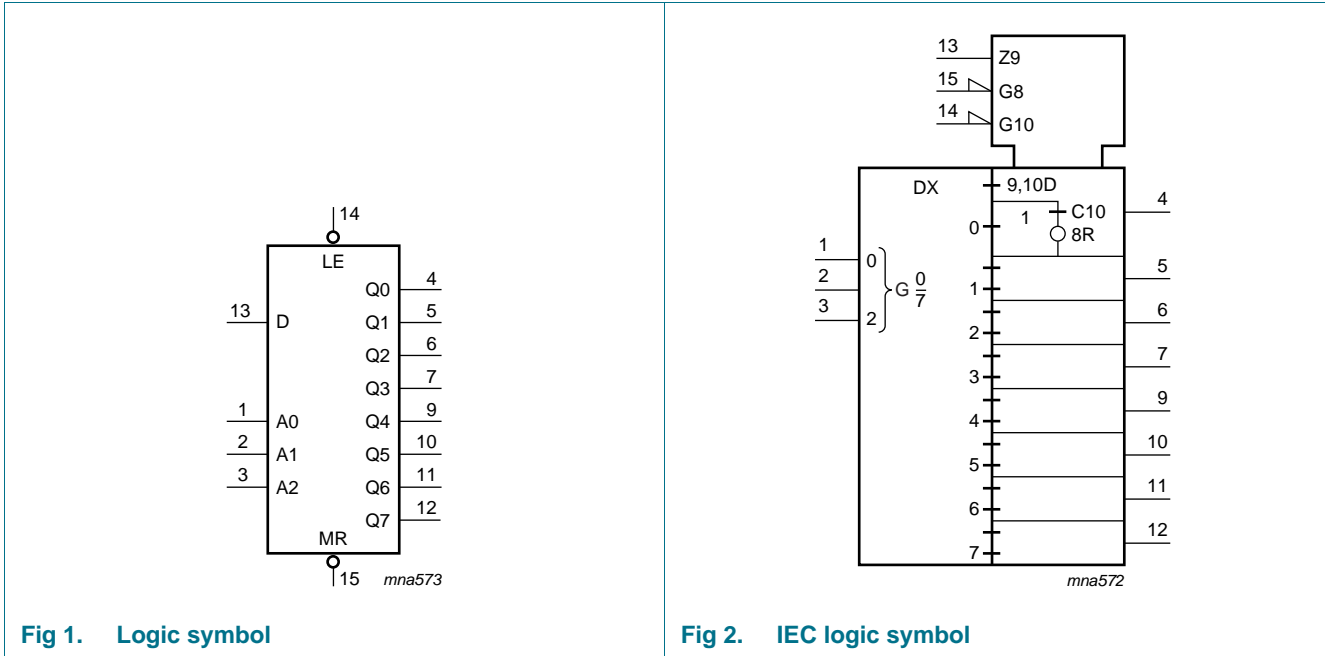 14
LE
Q0 4
13 D Q1 5
Q2 6
Q3 7
1 A0 Q4 9
2 A1 Q5 10
3 A2 Q6 11
Q7 12
MR
15 mna573
Fig 1. Logic symbol
13 Z9
15 G8
14 G10
DX 9,10D
4
1 C10
0 8R
1 0
2 G 0
7
3 2
5
1
6
2
7
3
9
4
10
5
11
6
12
7
mna572
Fig 2. IEC logic symbol